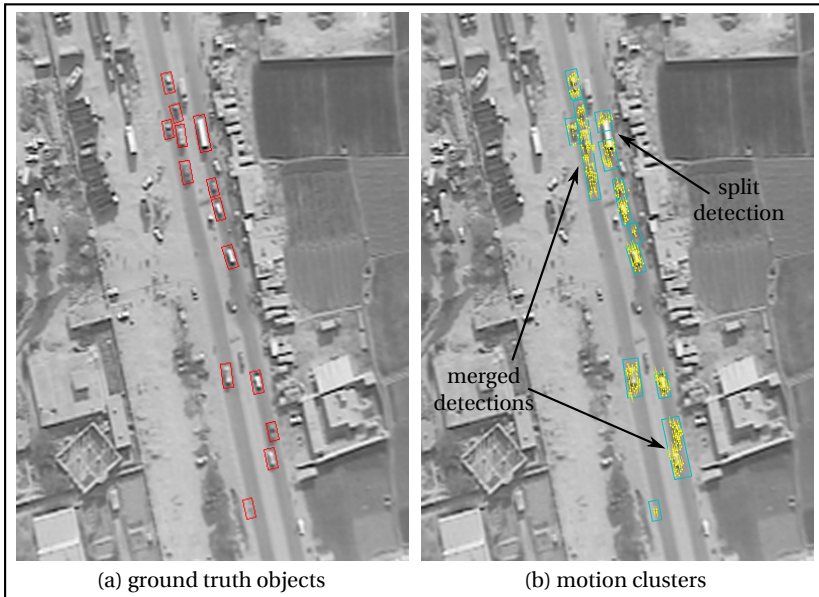 split
detection
merged
detections
(a) ground truth objects
(b) motion clusters